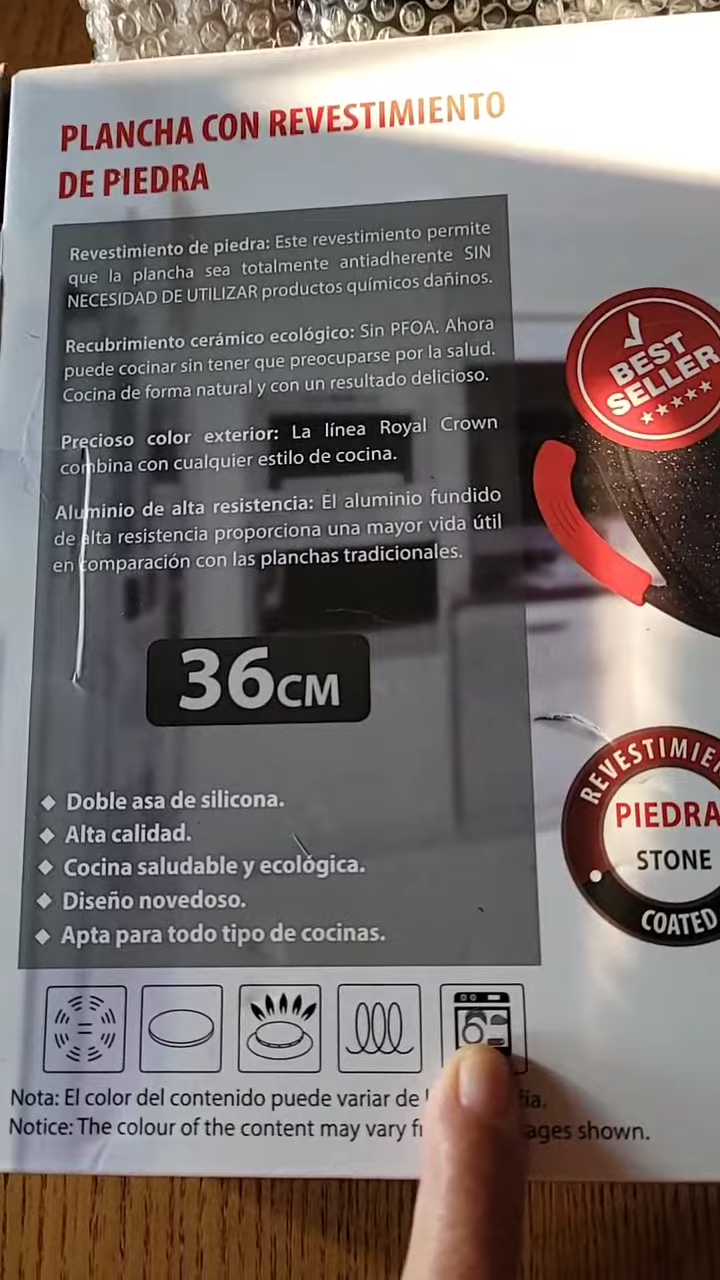 PLANCHA CON REVESTIMIENTO
DE PIEDRA
Revestimiento de piedra: Este revestimiento permite
que la plancha sea totalmente antiadherente SIN
NECESIDAD DE UTILIZAR productos químicos dañinos.
Recubrimiento cerámico ecológico: Sin PFOA. Ahora
puede cocinar sin tener que preocuparse por la salud.
Cocina de forma natural y con un resultado delicioso.
Precioso color exterior: La línea Royal Crown
combina con cualquier estilo de cocina.
Aluminio de alta resistencia: El aluminio fundido
de alta resistencia proporciona una mayor vida útil
en comparación con las planchas tradicionales.
BEST
SELLER
36CM
◆ Doble asa de silicona.
◆ Alta calidad.
◆ Cocina saludable y ecológica.
◆ Diseño novedoso.
◆ Apta para todo tipo de cocinas.
PIEDRA
STONE
COATED
Nota: El color del contenido puede variar de
Notice: The colour of the content may vary shown.